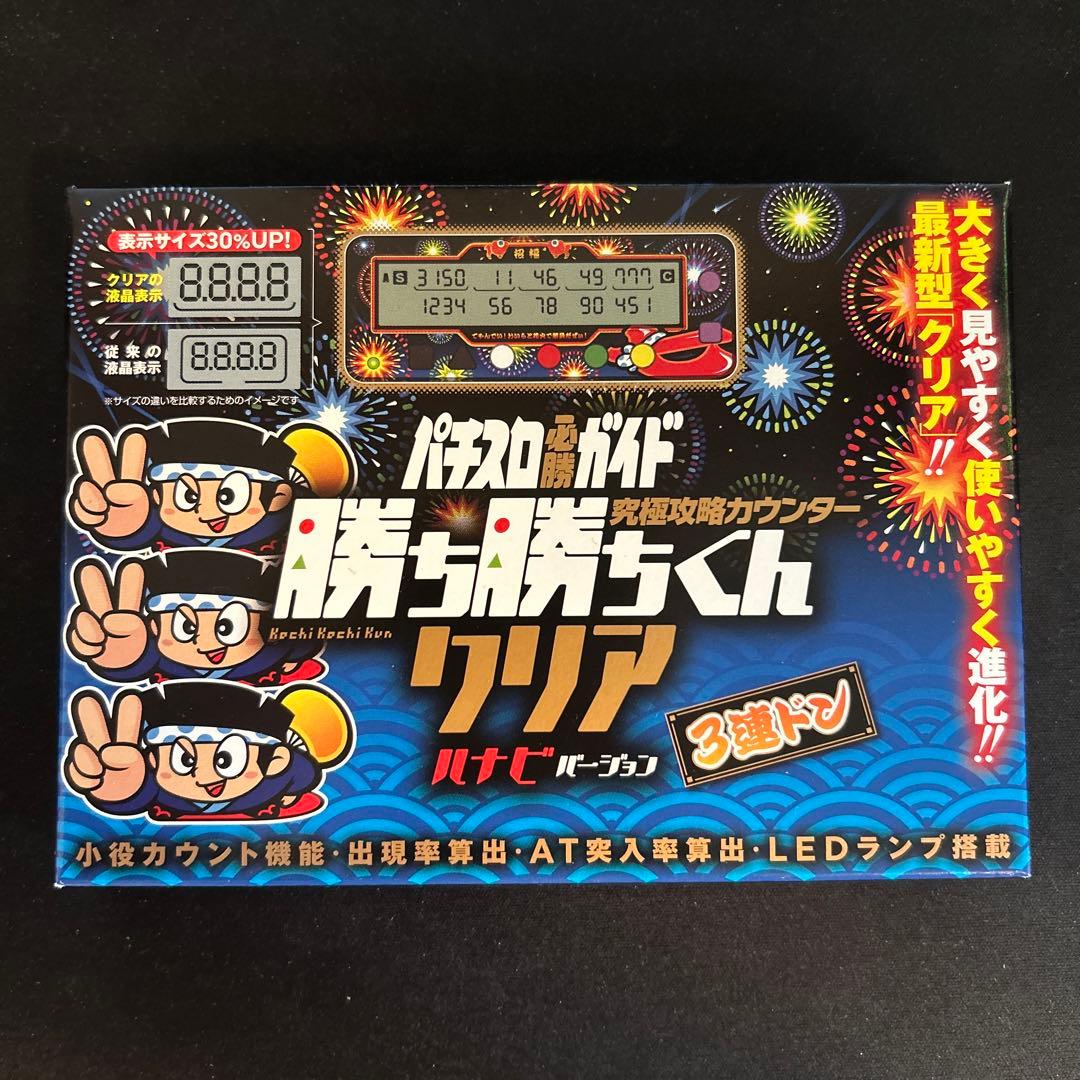 表示サイズ30%UP!
クリアの
液晶表示
8.8.8.8
従来の
液晶表示
8.8.8.8
※サイズの違いを比較するためのイメージです
招福
A S 3150 11 46 49 777 C
1234 56 78 90 451
大きく見やすく使いやすく進化!!
最新型「クリア」!!
パチスロ必勝ガイド
究極攻略カウンター
勝ち勝ちくん
Kachi Kachi Kun
クリア
ハナビ バージョン
3連ドン
小役カウント機能・出現率算出・AT突入率算出・LEDランプ搭載